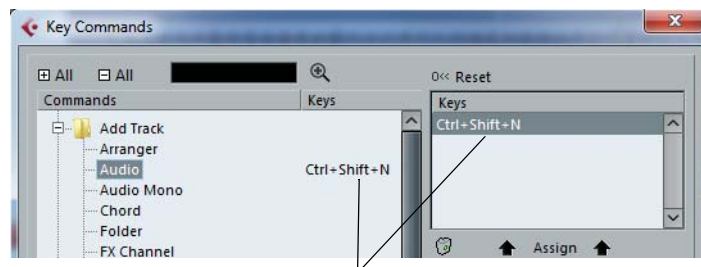 Key Commands
All All
0<< Reset
Commands Keys
Keys
Ctrl+Shift+N
Add Track
Arranger
Audio Ctrl+Shift+N
Audio Mono
Chord
Folder
FX Channel
Assign